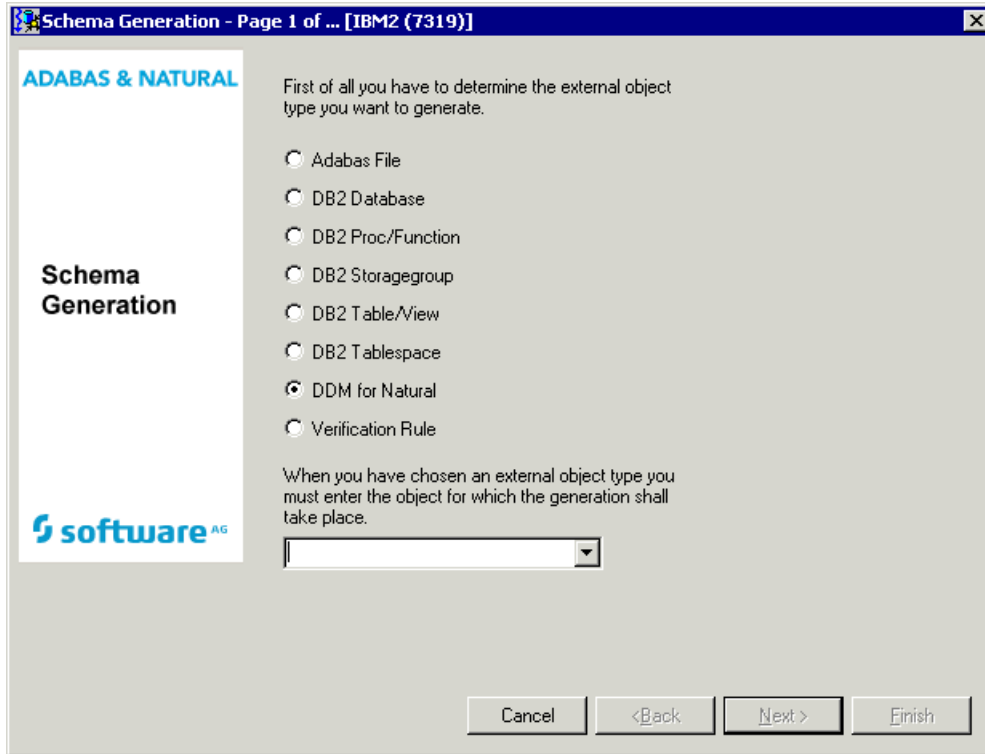 Schema Generation - Page 1 of ... [IBM2 (7319)]
ADABAS & NATURAL
First of all you have to determine the external object
type you want to generate.
Adabas File
DB2 Database
DB2 Proc/Function
Schema
Generation
DB2 Storagegroup
DB2 Table/View
DB2 Tablespace
DDM for Natural
Verification Rule
When you have chosen an external object type you
must enter the object for which the generation shall
take place.
software AG
Cancel
<Back
Next >
Finish